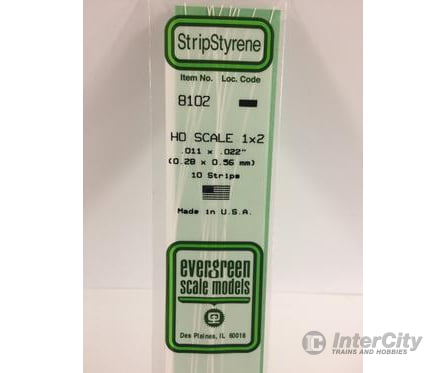 StripStyrene
Item No. Loc. Code
8102
HO SCALE 1x2
.011 x .022"
(0.28 x 0.56 mm)
10 Strips
Made in U.S.A.
evergreen
scale models
Des Plaines, IL 60018
InterCity
TRAINS AND HOBBIES